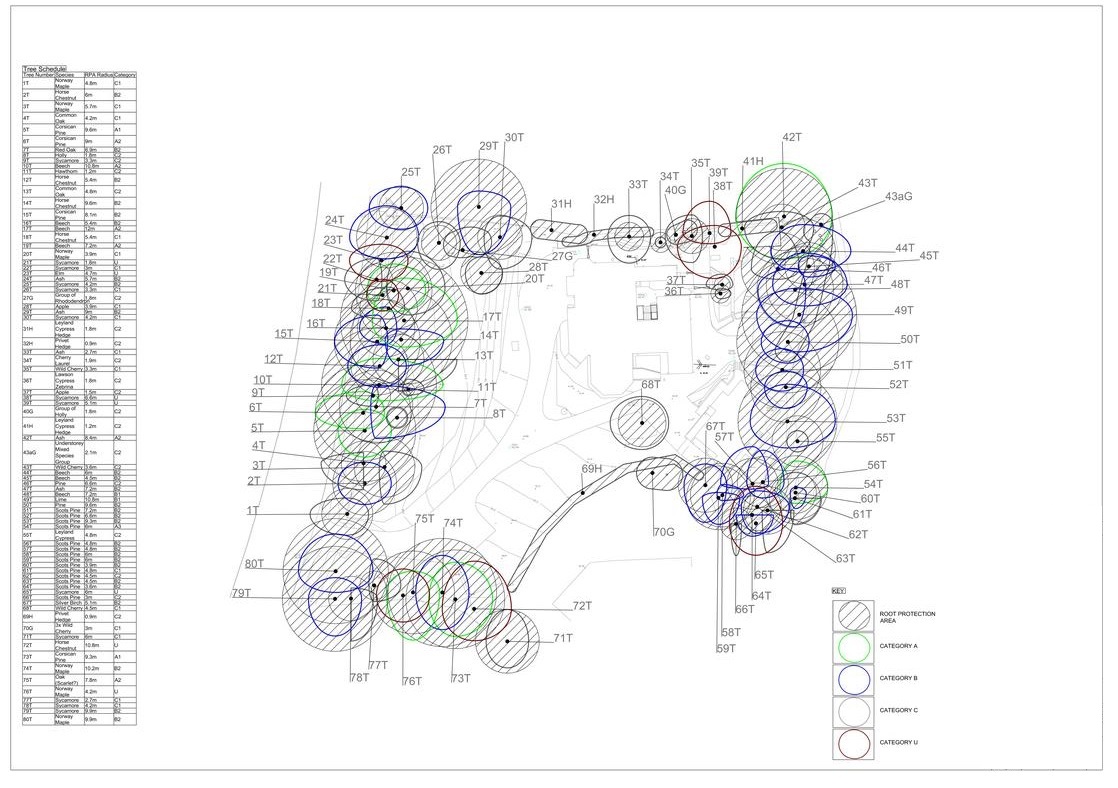 Tree Schedule
Tree Number Species RPA Radius Category
1T Norway Maple 4.8m C1
2T Horse Chestnut 6m B2
3T Norway Maple 5.7m C1
4T Common Oak 4.2m C1
5T Corsican Pine 9.6m A1
6T Corsican Pine 9m A2
7T Red Oak 6.9m B2
8T Holly 1.8m C2
9T Sycamore 3.3m C2
10T Beech 10.8m A2
11T Hawthorn 1.2m C2
12T Horse Chestnut 5.4m B2
13T Common Oak 4.8m C2
14T Horse Chestnut 9.6m B2
15T Corsican Pine 8.1m B2
16T Beech 5.4m B2
17T Beech 12m A2
18T Horse Chestnut 5.4m C1
19T Beech 7.2m A2
20T Norway Maple 3.9m C1
21T Sycamore 1.8m U
22T Sycamore 3m C1
23T Elm 4.7m U
24T Ash 5.7m B2
25T Sycamore 4.2m B2
26T Sycamore 3.3m C1
27G Group of Rhododendron 1.8m C2
28T Apple 3.9m C1
29T Ash 9m B2
30T Sycamore 4.2m C1
31H Leyland Cypress Hedge 1.8m C2
32H Privet Hedge 0.9m C2
33T Ash 2.7m C1
34T Cherry Laurel 1.9m C2
35T Wild Cherry 3.3m C1
36T Lawson Cypress Zebrina 1.8m C2
37T Apple 1.5m C2
38T Sycamore 6.6m U
39T Sycamore 5.1m U
40G Group of Holly 1.8m C2
41H Leyland Cypress Hedge 1.2m C2
42T Ash 8.4m A2
43aG Understorey Mixed Species Group 2.1m C2
43T Wild Cherry 3.6m C2
44T Beech 6m B2
45T Beech 4.5m B2
46T Pine 6.6m C2
47T Ash 7.2m B2
48T Beech 7.2m B1
49T Lime 10.8m B1
50T Pine 9.6m B2
51T Scots Pine 7.2m B2
52T Scots Pine 6.6m B2
53T Scots Pine 9.3m B2
54T Scots Pine 6m A3
55T Leyland Cypress 4.8m C2
56T Scots Pine 4.8m B2
57T Scots Pine 4.8m B2
58T Scots Pine 6m B2
59T Scots Pine 6m B2
60T Scots Pine 3.9m B2
61T Scots Pine 4.8m C1
62T Scots Pine 4.5m C2
63T Scots Pine 4.5m B2
64T Scots Pine 3.6m B2
65T Sycamore 6m U
66T Scots Pine 3m C2
67T Silver Birch 5.1m B2
68T Wild Cherry 4.5m C1
69H Privet Hedge 0.9m C2
70G 3x Wild Cherry 3m C1
71T Sycamore 6m C1
72T Horse Chestnut 10.8m U
73T Corsican Pine 9.3m A1
74T Norway Maple 10.2m B2
75T Oak (Scarlet?) 7.8m A2
76T Norway Maple 4.2m U
77T Sycamore 2.7m C1
78T Sycamore 4.2m C1
79T Sycamore 9.9m B2
80T Norway Maple 9.9m B2
30T
29T
26T
25T
24T
23T
22T
19T
21T
18T
16T
15T
12T
10T
9T
6T
5T
4T
3T
2T
1T
80T
79T
31H
32H
33T
34T
40G
35T
39T
38T
41H
42T
43T
43aG
27G
28T
20T
17T
14T
13T
11T
7T
8T
37T
36T
44T
45T
46T
47T
48T
49T
50T
51T
52T
53T
55T
68T
67T
57T
56T
54T
60T
61T
62T
63T
69H
70G
65T
64T
66T
58T
59T
75T
74T
72T
71T
77T
78T
76T
73T
KEY
ROOT PROTECTION
AREA
CATEGORY A
CATEGORY B
CATEGORY C
CATEGORY U